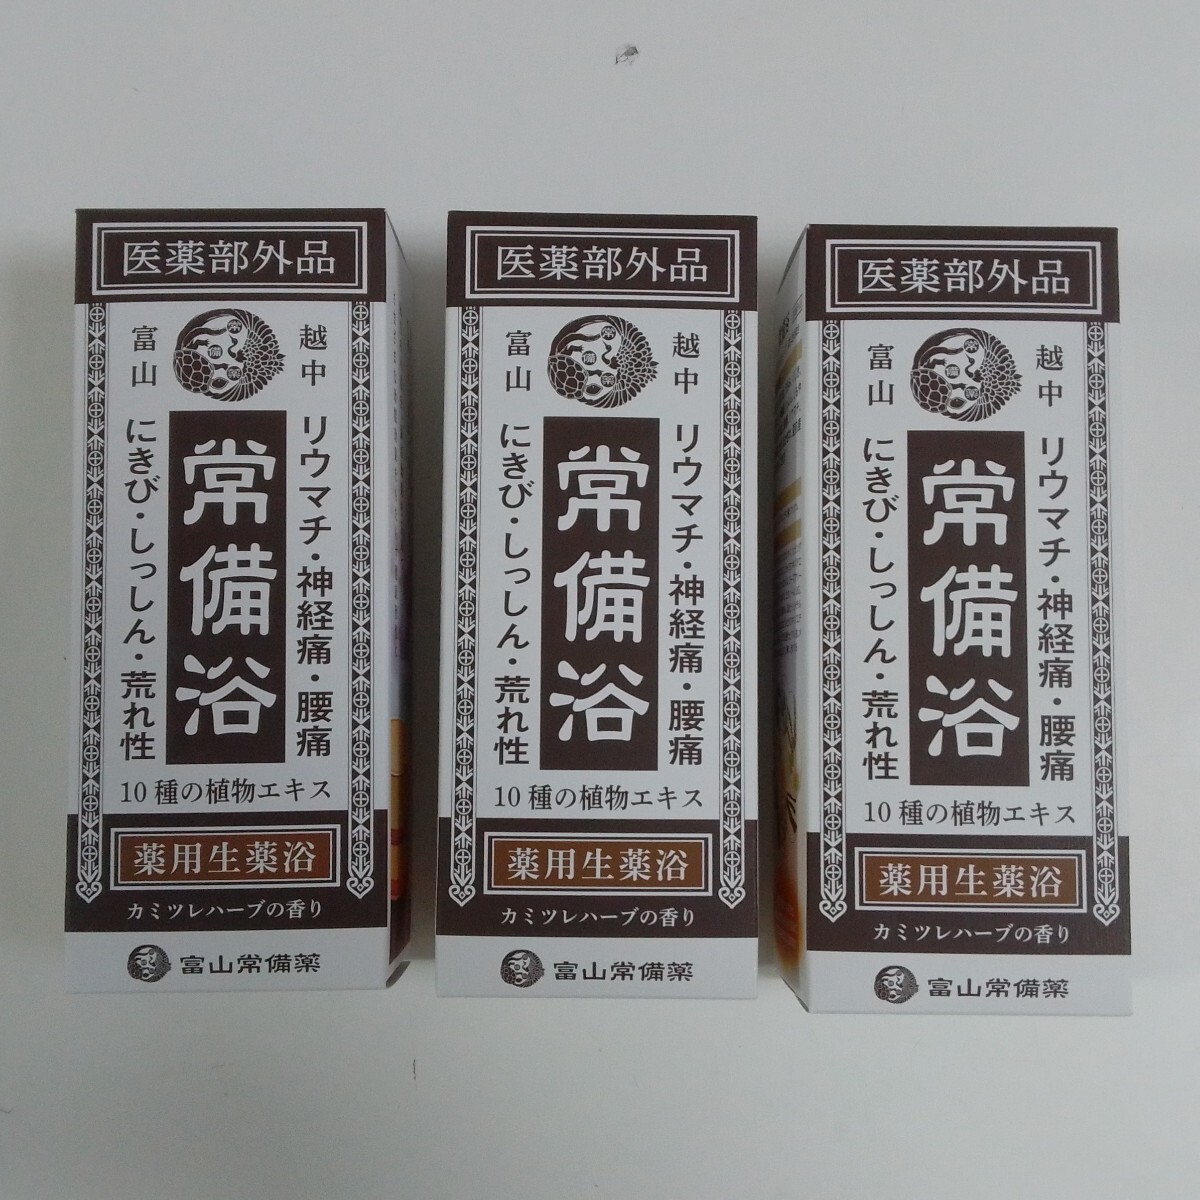 医薬部外品
越中
富山
常
備
薬
リウマチ・神経痛・腰痛
常備浴
にきび・しっしん・荒れ性
10種の植物エキス
薬用生薬浴
カミツレハーブの香り
富山常備薬
医薬部外品
越中
富山
常
備
薬
リウマチ・神経痛・腰痛
常備浴
にきび・しっしん・荒れ性
10種の植物エキス
薬用生薬浴
カミツレハーブの香り
富山常備薬
医薬部外品
越中
富山
常
備
薬
リウマチ・神経痛・腰痛
常備浴
にきび・しっしん・荒れ性
10種の植物エキス
薬用生薬浴
カミツレハーブの香り
富山常備薬